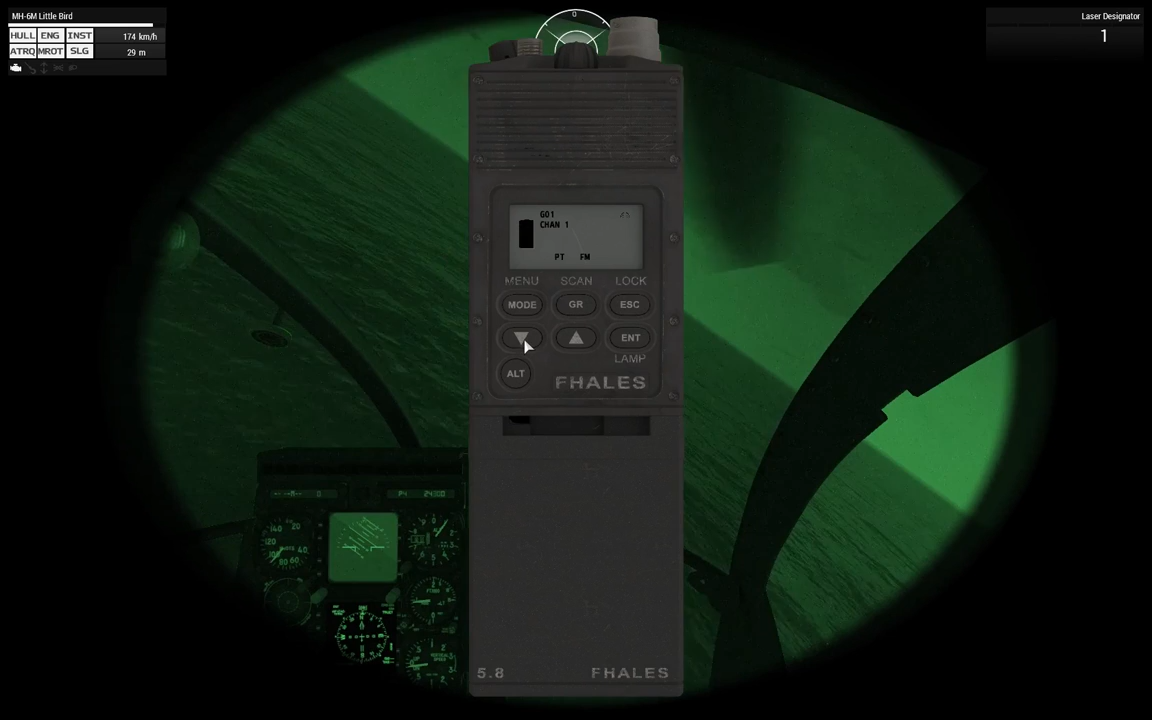 MH-6M Little Bird
HULL ENG INST 174 km/h
ATRQ MROT SLG 29 m
Laser Designator
1
0
G01
CHAN 1
PT FM
MENU SCAN LOCK
MODE GR ESC
ENT
LAMP
ALT
FHALES
5.8 FHALES